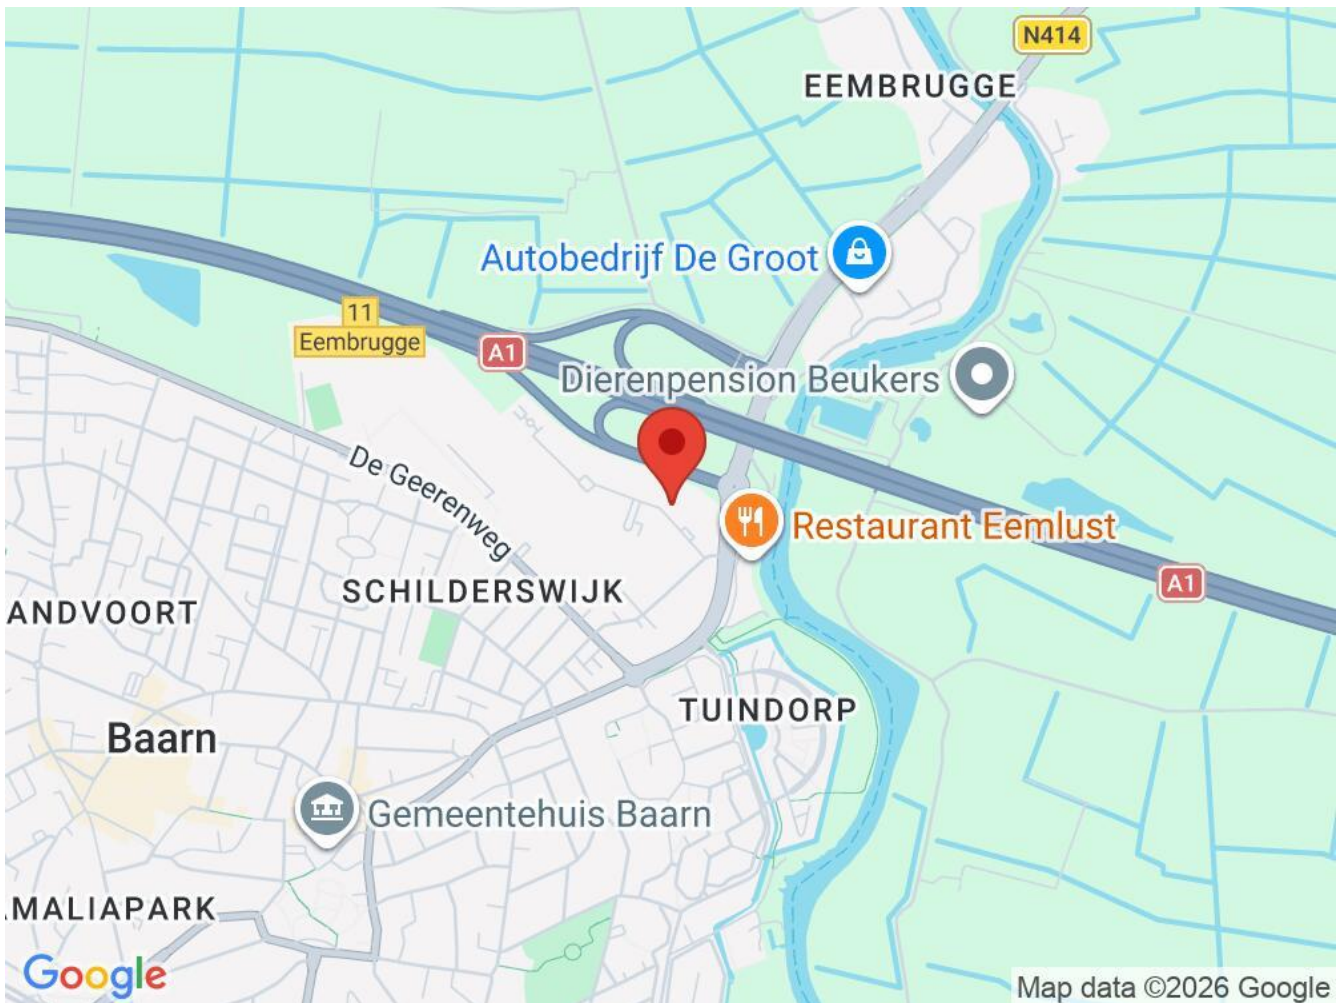 N414
EEMBRUGGE
Autobedrijf De Groot
11
Eembrugge
A1
Dierenpension Beukers
De Geerenweg
Restaurant Eemlust
A1
SCHILDERSWIJK
ANDVOORT
TUINDORP
Baarn
Gemeentehuis Baarn
MALIAPARK
Google
Map data ©2026 Google